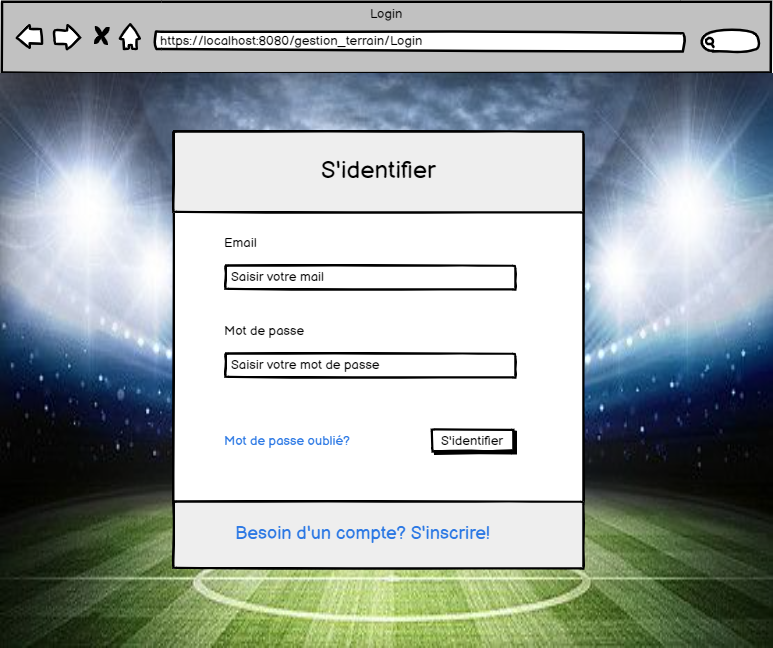 Login
https://localhost:8080/gestion_terrain/Login
S'identifier
Email
Saisir votre mail
Mot de passe
Saisir votre mot de passe
Mot de passe oublié?
S'identifier
Besoin d'un compte? S'inscrire!